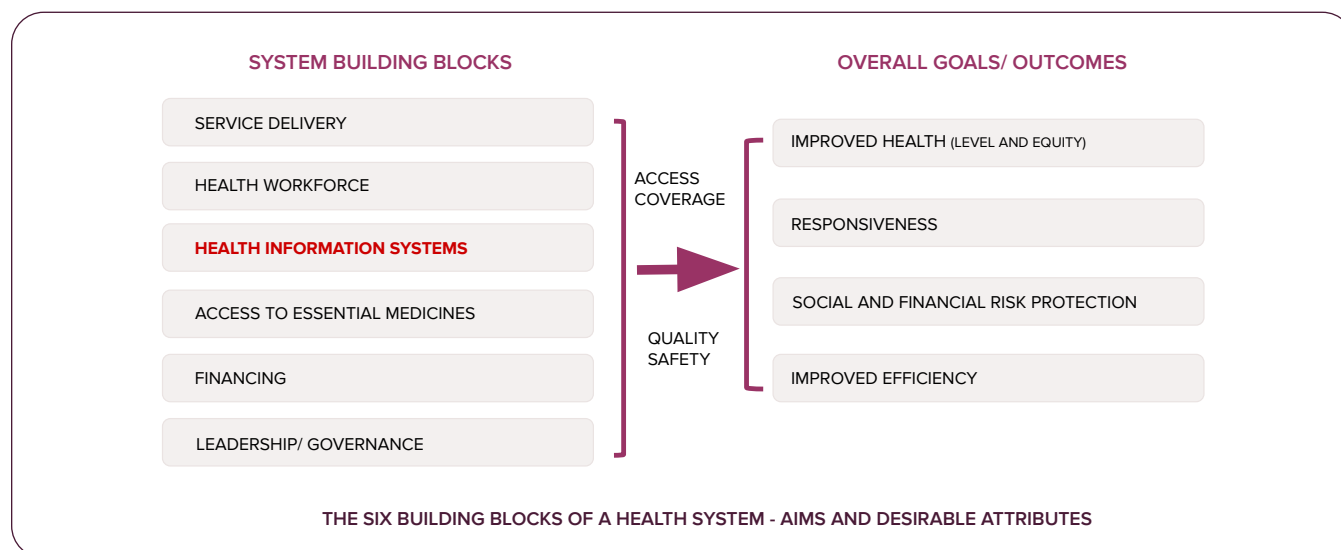 SYSTEM BUILDING BLOCKS
SERVICE DELIVERY
HEALTH WORKFORCE
HEALTH INFORMATION SYSTEMS
ACCESS TO ESSENTIAL MEDICINES
FINANCING
LEADERSHIP/ GOVERNANCE
ACCESS
COVERAGE
QUALITY
SAFETY
OVERALL GOALS/ OUTCOMES
IMPROVED HEALTH (LEVEL AND EQUITY)
RESPONSIVENESS
SOCIAL AND FINANCIAL RISK PROTECTION
IMPROVED EFFICIENCY
THE SIX BUILDING BLOCKS OF A HEALTH SYSTEM - AIMS AND DESIRABLE ATTRIBUTES